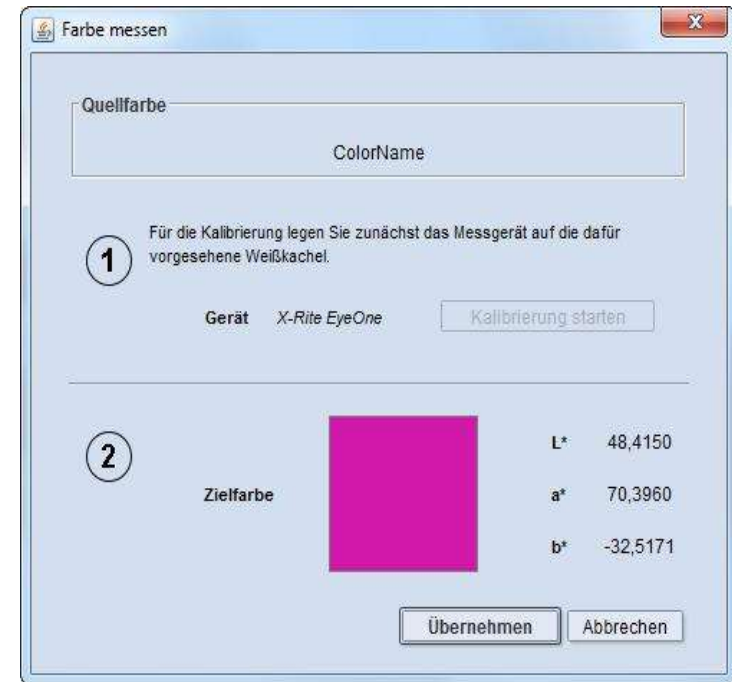 Farbe messen
Quellfarbe
ColorName
1
Für die Kalibrierung legen Sie zunächst das Messgerät auf die dafür
vorgesehene Weißkachel.
Gerät X-Rite EyeOne Kalibrierung starten
2
L* 48,4150
Zielfarbe a* 70,3960
b* -32,5171
Übernehmen Abbrechen